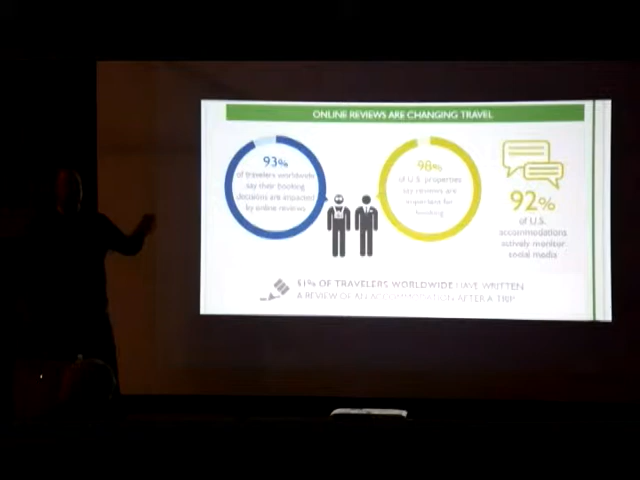 ONLINE REVIEWS ARE CHANGING TRAVEL
93%
of travelers worldwide
say their booking
decisions are impacted
by online reviews
98%
of U.S. properties
say reviews are
important for
booking
92%
of U.S.
accommodations
actively monitor
social media
51% OF TRAVELERS WORLDWIDE HAVE WRITTEN
A REVIEW OF AN ACCOMMODATION AFTER A TRIP